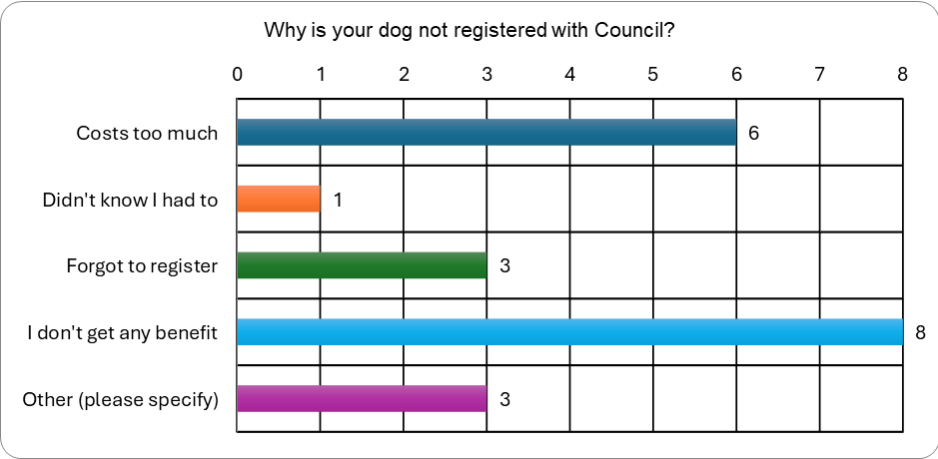 Why is your dog not registered with Council?
0 1 2 3 4 5 6 7 8
Costs too much 6
Didn't know I had to 1
Forgot to register 3
I don't get any benefit 8
Other (please specify) 3